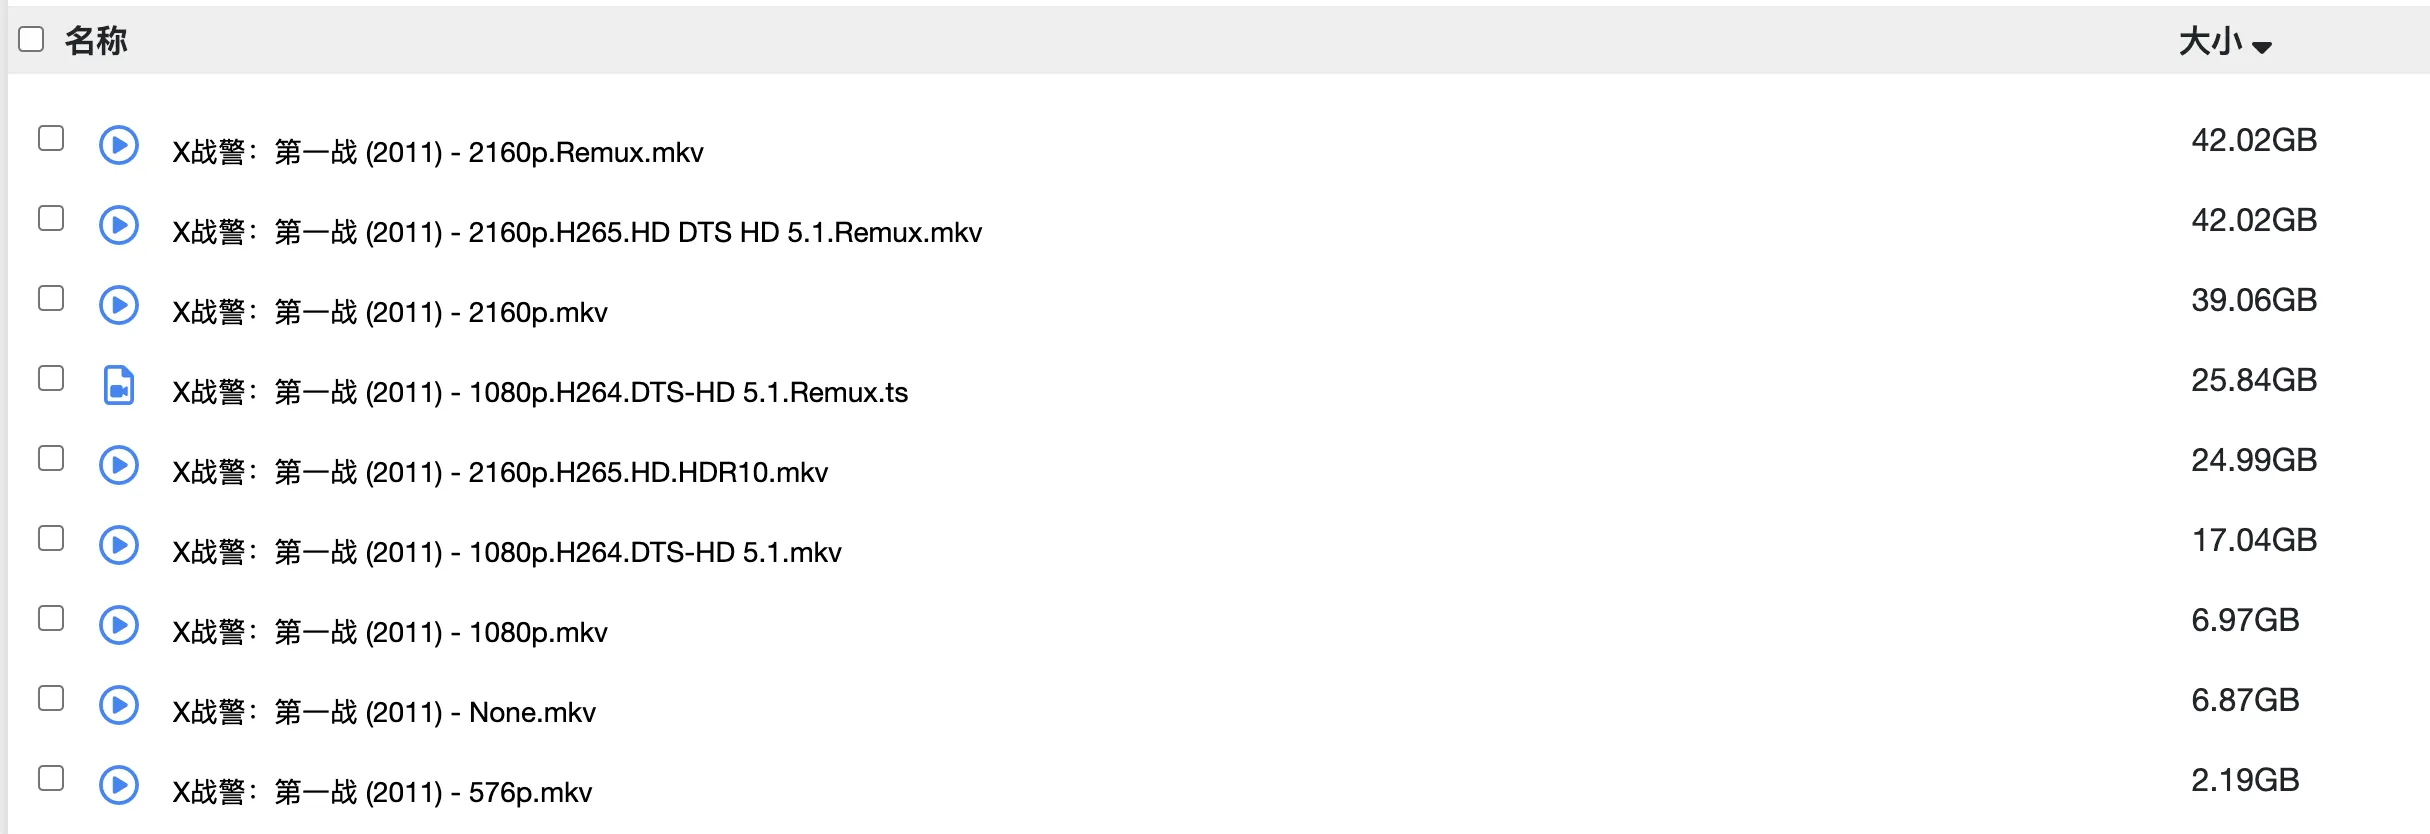 名称 大小
X战警：第一战 (2011) - 2160p.Remux.mkv 42.02GB
X战警：第一战 (2011) - 2160p.H265.HD DTS HD 5.1.Remux.mkv 42.02GB
X战警：第一战 (2011) - 2160p.mkv 39.06GB
X战警：第一战 (2011) - 1080p.H264.DTS-HD 5.1.Remux.ts 25.84GB
X战警：第一战 (2011) - 2160p.H265.HD.HDR10.mkv 24.99GB
X战警：第一战 (2011) - 1080p.H264.DTS-HD 5.1.mkv 17.04GB
X战警：第一战 (2011) - 1080p.mkv 6.97GB
X战警：第一战 (2011) - None.mkv 6.87GB
X战警：第一战 (2011) - 576p.mkv 2.19GB